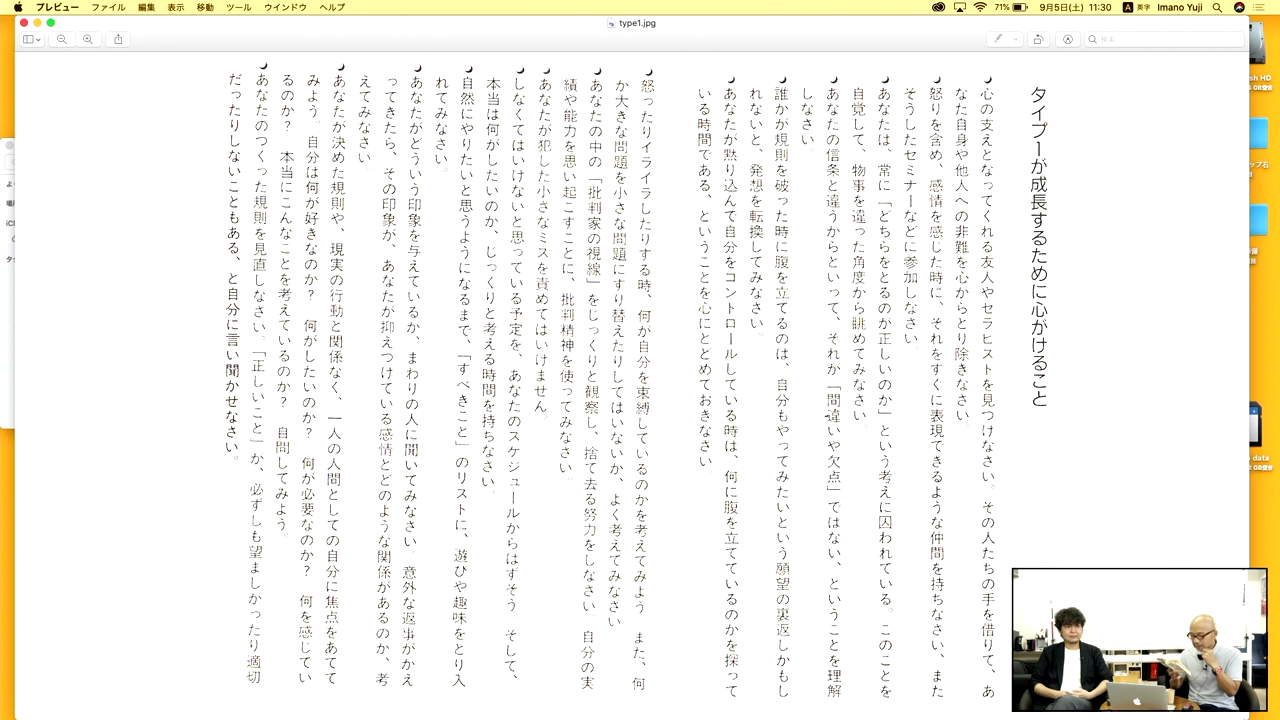 プレビュー ファイル 編集 表示 移動 ツール ウインドウ ヘルプ
71% 9月5日(土) 11:30 A 英字 Imano Yuji
type1.jpg
検索
タイプ一が成長するために心がけること
心の支えとなってくれる友人やセラピストを見つけなさい。その人たちの手を借りて、あ
なた自身や他人への非難を心からとり除きなさい。
怒りを含め、感情を感じた時に、それをすぐに表現できるような仲間を持ちなさい、また
そうしたセミナーなどに参加しなさい。
あなたは、常に「どちらをとるのか正しいのか」という考えに囚われている。このことを
自覚して、物事を違った角度から眺めてみなさい。
あなたの信条と違うからといって、それが「間違いや欠点」ではない、ということを理解
しなさい。
誰かが規則を破った時に腹を立てるのは、自分もやってみたいという願望の裏返しかもし
れないと、発想を転換してみなさい。
あなたが黙り込んで自分をコントロールしている時は、何に腹を立てているのかを探って
いる時間である、ということを心にとどめておきなさい
怒ったりイライラしたりする時、何が自分を束縛しているのかを考えてみよう また、何
か大きな問題を小さな問題にすり替えたりしてはいないか、よく考えてみなさい
あなたの中の「批判家の視線」をじっくりと観察し、捨て去る努力をしなさい 自分の実
績や能力を思い起こすことに、批判精神を使ってみなさい
あなたが犯した小さなミスを責めてはいけません
しなくてはいけないと思っている予定を、あなたのスケジュールからはずそう そして、
本当は何がしたいのか、じっくりと考える時間を持ちなさい。
自然にやりたいと思うようになるまで、「すべきこと」のリストに、遊びや趣味をとり入
れてみなさい。
あなたがどういう印象を与えているか、まわりの人に聞いてみなさい 意外な返事がかえ
ってきたら、その印象が、あなたが抑えつけている感情とどのような関係があるのか、考
えてみなさい
あなたが決めた規則や、現実の行動と関係なく、一人の人間としての自分に焦点をあてて
みよう。自分は何が好きなのか? 何がしたいのか? 何が必要なのか? 何を感じてい
るのか? 本当にこんなことを考えているのか? 自問してみよう。
あなたのつくった規則を見直しなさい。「正しいこと」が、必ずしも望ましかったり適切
だったりしないこともある、と自分に言い聞かせなさい。